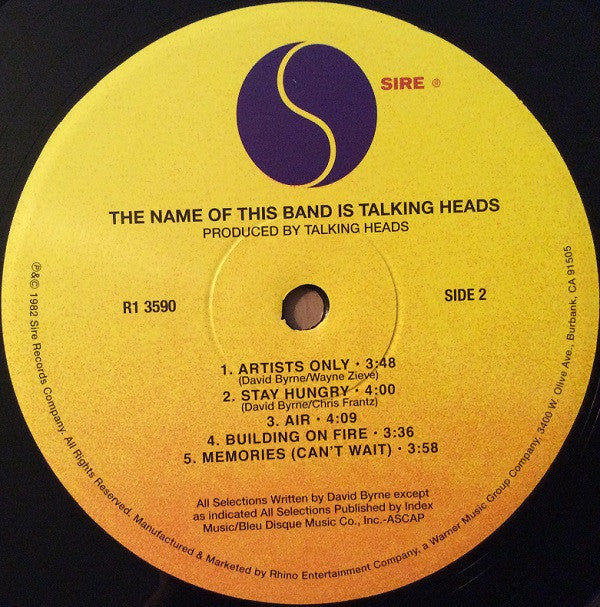 SIRE ®
THE NAME OF THIS BAND IS TALKING HEADS
PRODUCED BY TALKING HEADS
R1 3590
SIDE 2
1. ARTISTS ONLY · 3:48
(David Byrne/Wayne Zieve)
2. STAY HUNGRY · 4:00
(David Byrne/Chris Frantz)
3. AIR · 4:09
4. BUILDING ON FIRE · 3:36
5. MEMORIES (CAN'T WAIT) · 3:58
All Selections Written by David Byrne except
as indicated All Selections Published by Index
Music/Bleu Disque Music Co., Inc.-ASCAP
℗&© 1982 Sire Records Company. All Rights Reserved. Manufactured & Marketed by Rhino Entertainment Company, a Warner Music Group Company, 3400 W. Olive Ave., Burbank, CA 91505